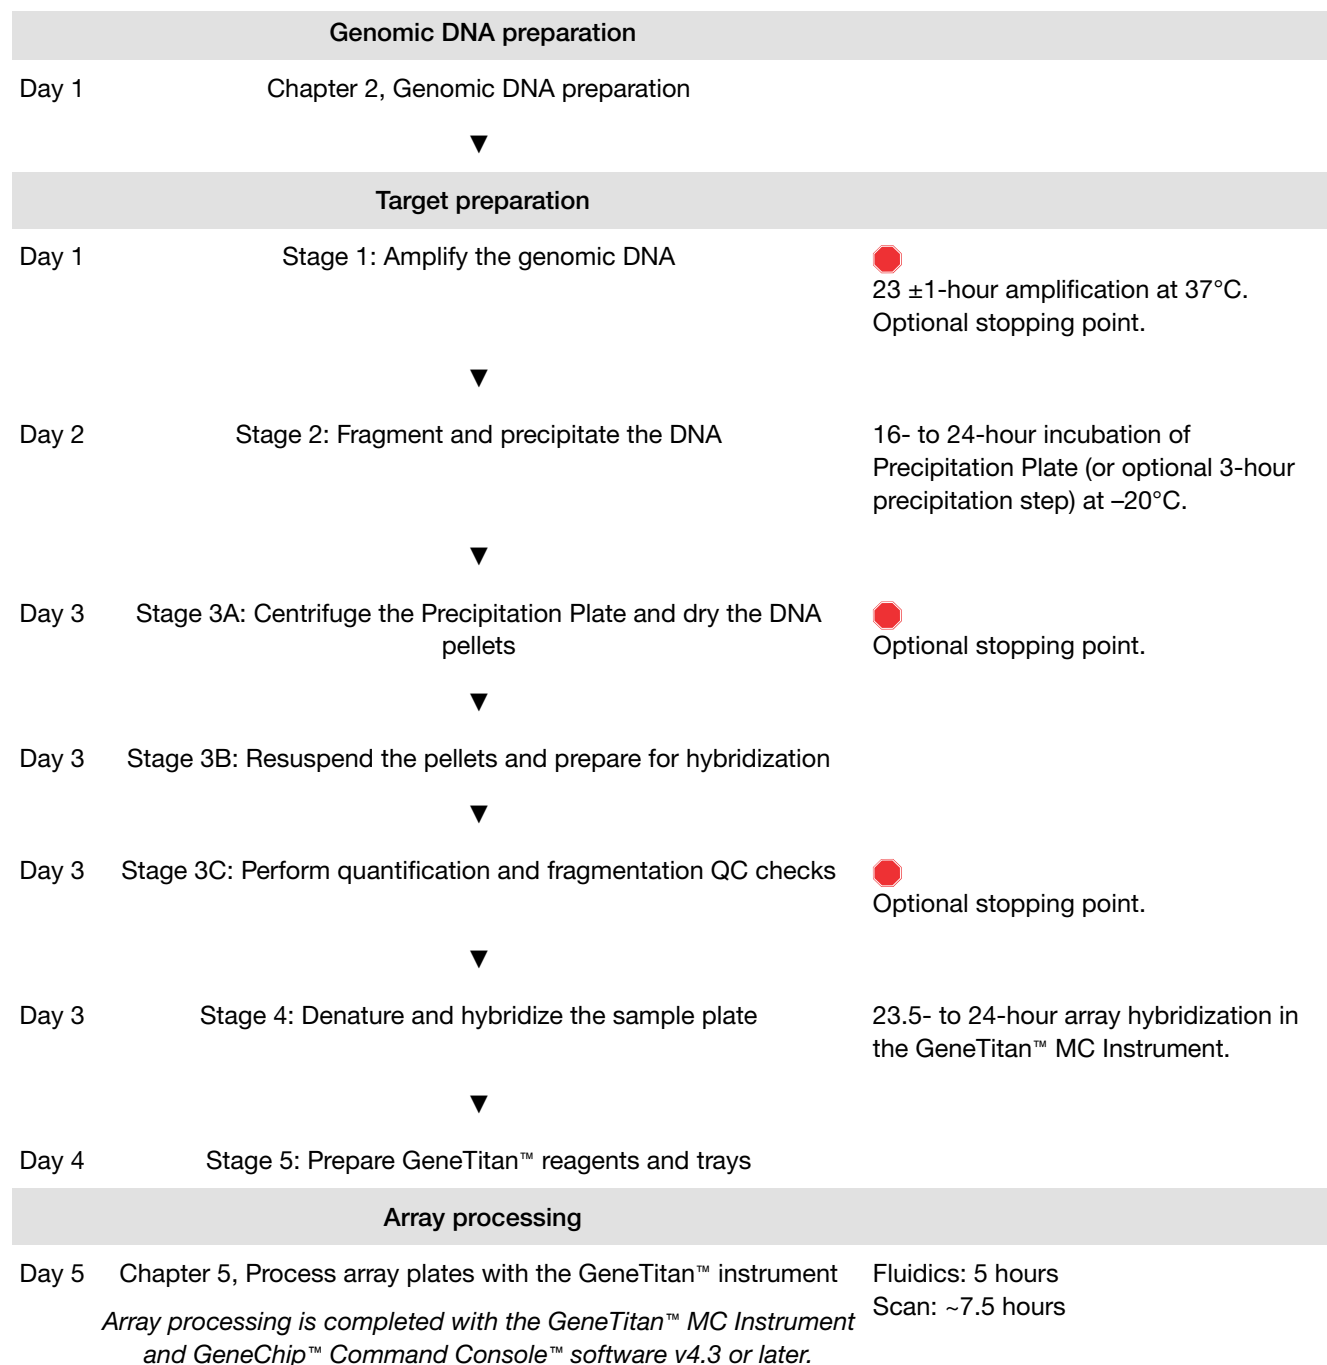 Genomic DNA preparation
Day 1 Chapter 2, Genomic DNA preparation
▼
Target preparation
Day 1 Stage 1: Amplify the genomic DNA
23 ±1-hour amplification at 37°C.
Optional stopping point.
▼
Day 2 Stage 2: Fragment and precipitate the DNA 16- to 24-hour incubation of
Precipitation Plate (or optional 3-hour
precipitation step) at –20°C.
▼
Day 3 Stage 3A: Centrifuge the Precipitation Plate and dry the DNA
pellets
Optional stopping point.
▼
Day 3 Stage 3B: Resuspend the pellets and prepare for hybridization
▼
Day 3 Stage 3C: Perform quantification and fragmentation QC checks
Optional stopping point.
▼
Day 3 Stage 4: Denature and hybridize the sample plate 23.5- to 24-hour array hybridization in
the GeneTitan™ MC Instrument.
▼
Day 4 Stage 5: Prepare GeneTitan™ reagents and trays
Array processing
Day 5 Chapter 5, Process array plates with the GeneTitan™ instrument Fluidics: 5 hours
Scan: ~7.5 hours
Array processing is completed with the GeneTitan™ MC Instrument
and GeneChip™ Command Console™ software v4.3 or later.